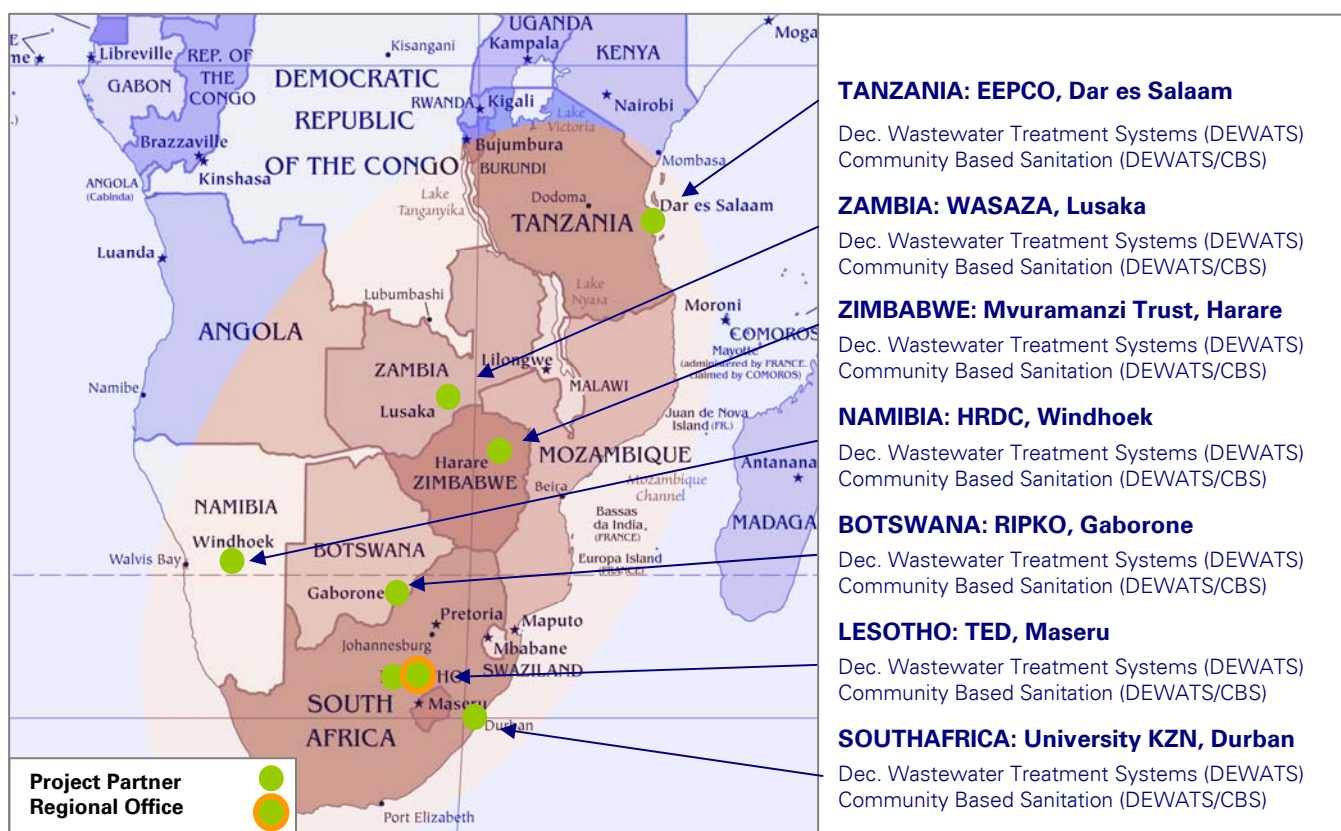 UGANDA
Kampala
Moga
KENYA
Nairobi
Kisangani
Libreville
REP. OF
THE
CONGO
GABON
DEMOCRATIC
REPUBLIC
OF THE CONGO
RWANDA
Kigali
Lake
Victoria
Brazzaville
Kinshasa
Bujumbura
BURUNDI
Mombasa
ANGOLA
(Cabinda)
Lake
Tanganyika
Dodoma
Dar es Salaam
TANZANIA
Luanda
Lubumbashi
Lake
Nyasa
Moroni
COMOROS
Mayotte
(administered by FRANCE,
claimed by COMOROS)
ANGOLA
ZAMBIA
Lilongwe
MALAWI
Lusaka
Namibe
Juan de Nova
Island (FR.)
MOZAMBIQUE
Harare
ZIMBABWE
Beira
Mozambique
Channel
Antanana
MADAGA
NAMIBIA
Windhoek
Walvis Bay
BOTSWANA
Bassas
da India,
(FRANCE)
Europa Island
(FRANCE)
Gaborone
Pretoria
Johannesburg
Maputo
Mbabane
SWAZILAND
HO
Maseru
SOUTH
AFRICA
Durban
Port Elizabeth
Project Partner
Regional Office
TANZANIA: EEPCO, Dar es Salaam
Dec. Wastewater Treatment Systems (DEWATS)
Community Based Sanitation (DEWATS/CBS)
ZAMBIA: WASAZA, Lusaka
Dec. Wastewater Treatment Systems (DEWATS)
Community Based Sanitation (DEWATS/CBS)
ZIMBABWE: Mvuramanzi Trust, Harare
Dec. Wastewater Treatment Systems (DEWATS)
Community Based Sanitation (DEWATS/CBS)
NAMIBIA: HRDC, Windhoek
Dec. Wastewater Treatment Systems (DEWATS)
Community Based Sanitation (DEWATS/CBS)
BOTSWANA: RIPKO, Gaborone
Dec. Wastewater Treatment Systems (DEWATS)
Community Based Sanitation (DEWATS/CBS)
LESOTHO: TED, Maseru
Dec. Wastewater Treatment Systems (DEWATS)
Community Based Sanitation (DEWATS/CBS)
SOUTHAFRICA: University KZN, Durban
Dec. Wastewater Treatment Systems (DEWATS)
Community Based Sanitation (DEWATS/CBS)